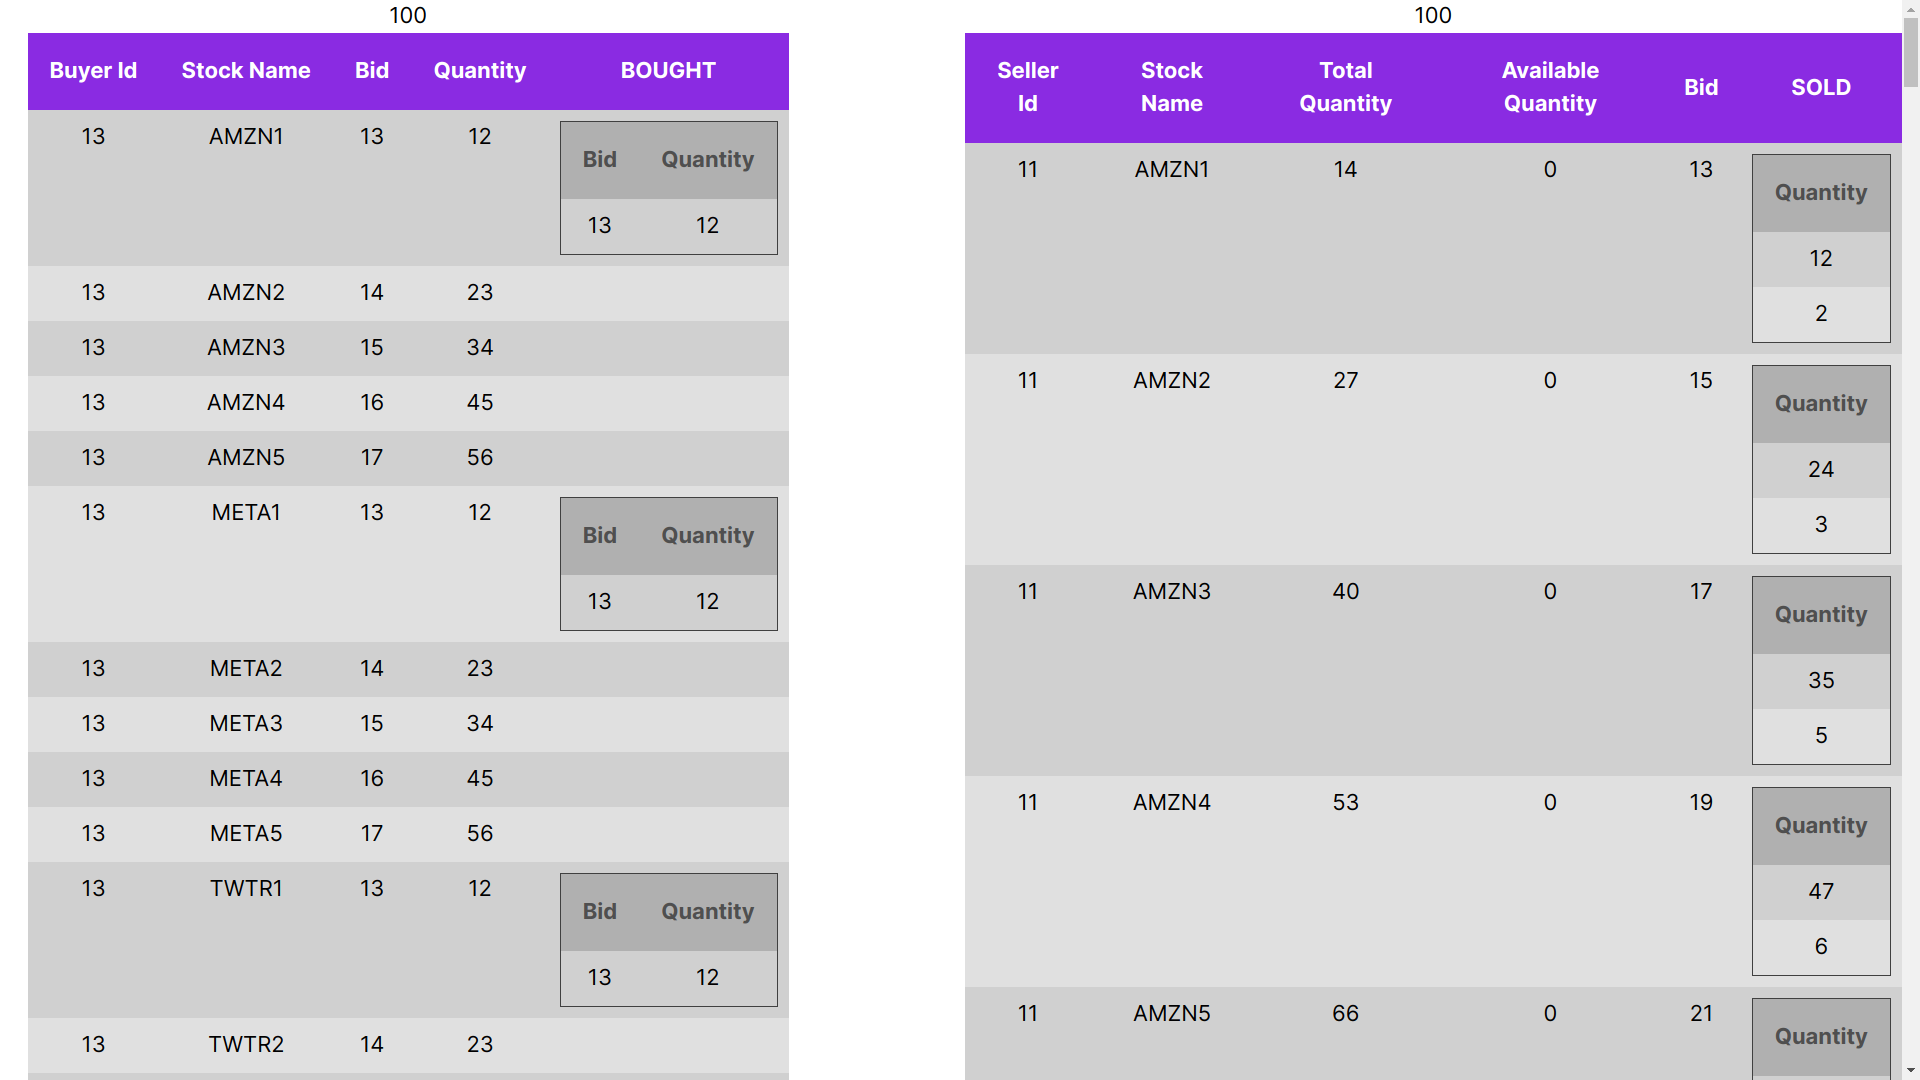 100
Buyer Id Stock Name Bid Quantity BOUGHT
13 AMZN1 13 12
Bid Quantity
13 12
13 AMZN2 14 23
13 AMZN3 15 34
13 AMZN4 16 45
13 AMZN5 17 56
13 META1 13 12
Bid Quantity
13 12
13 META2 14 23
13 META3 15 34
13 META4 16 45
13 META5 17 56
13 TWTR1 13 12
Bid Quantity
13 12
13 TWTR2 14 23
100
Seller Id Stock Name Total Quantity Available Quantity Bid SOLD
11 AMZN1 14 0 13
Quantity
12
2
11 AMZN2 27 0 15
Quantity
24
3
11 AMZN3 40 0 17
Quantity
35
5
11 AMZN4 53 0 19
Quantity
47
6
11 AMZN5 66 0 21
Quantity